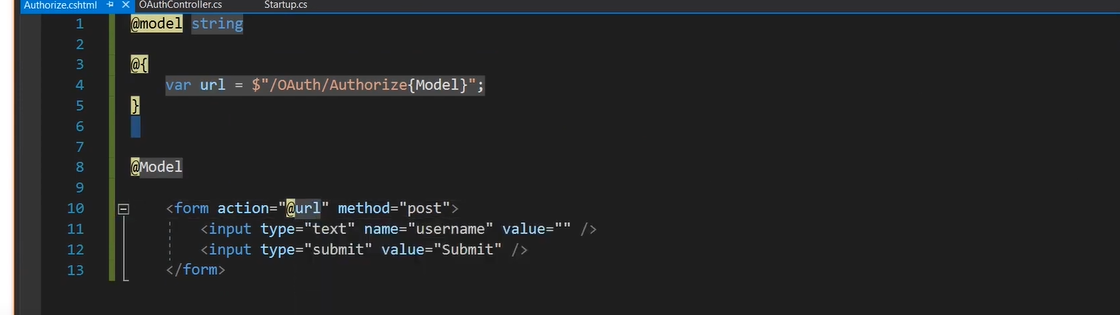 Authorize.cshtml OAuthController.cs Startup.cs
1 @model string
2
3 @{
4 var url = $"/OAuth/Authorize{Model}";
5 }
6
7
8 @Model
9
10 <form action="@url" method="post">
11 <input type="text" name="username" value="" />
12 <input type="submit" value="Submit" />
13 </form>